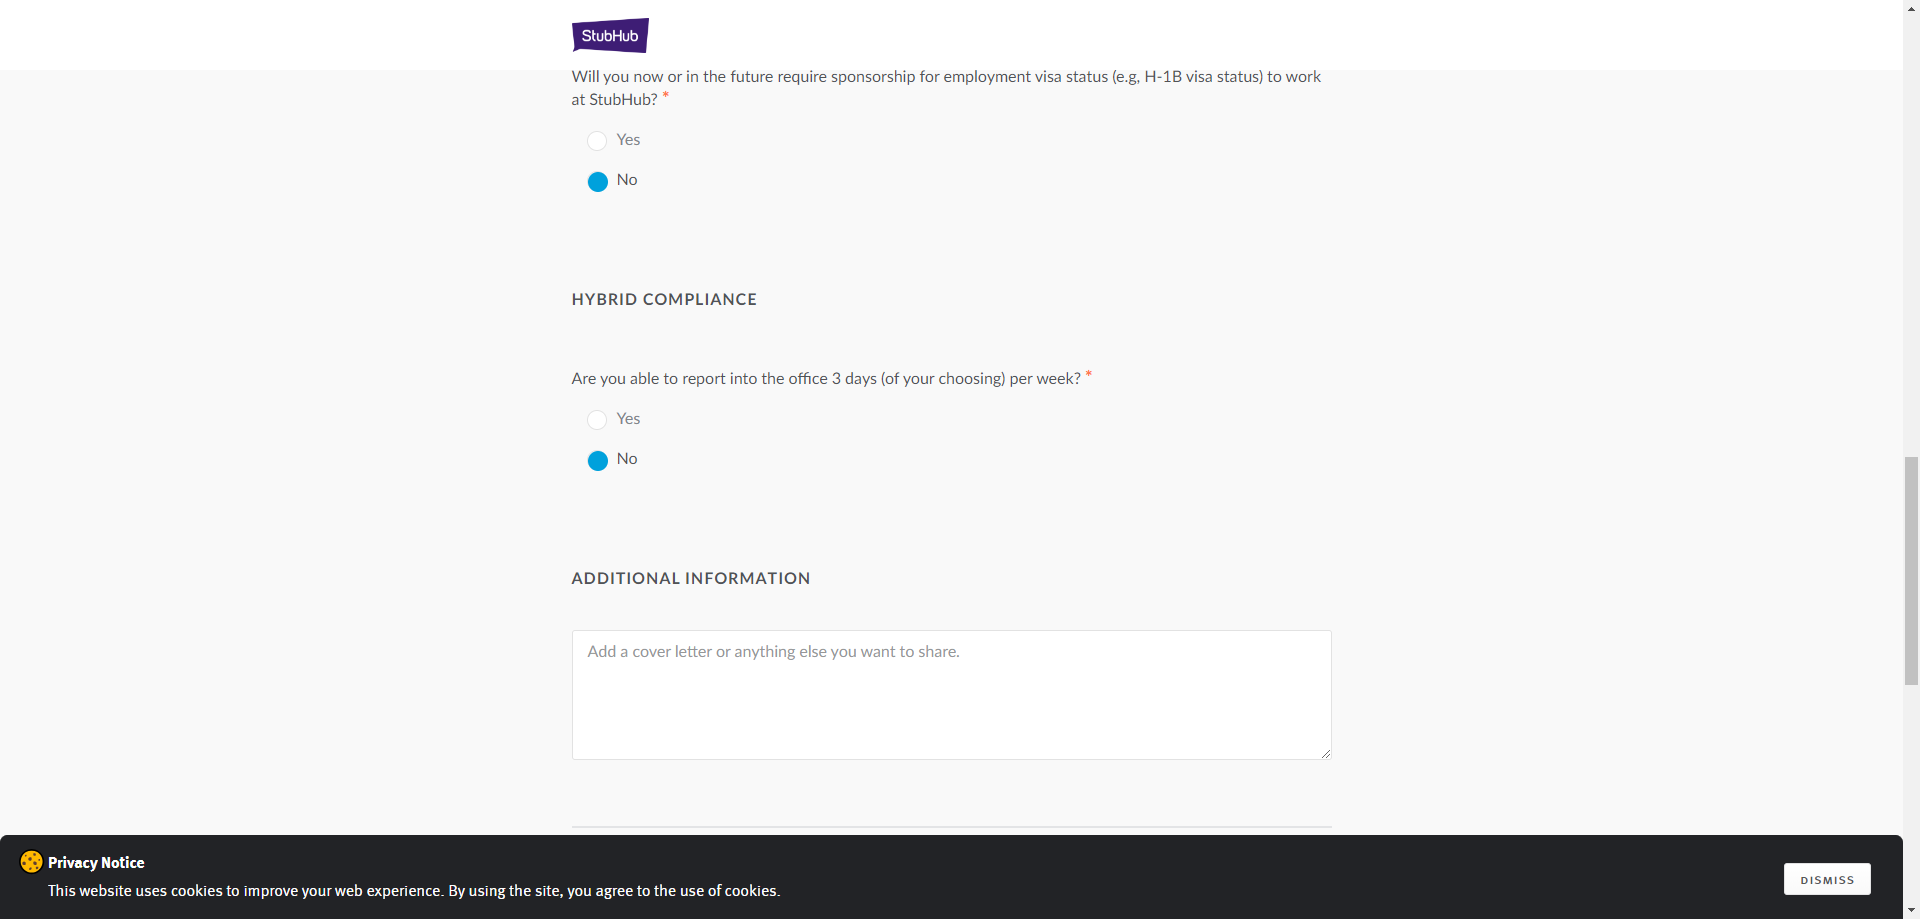 StubHub
Will you now or in the future require sponsorship for employment visa status (e.g, H-1B visa status) to work
at StubHub? *
Yes
No
HYBRID COMPLIANCE
Are you able to report into the office 3 days (of your choosing) per week? *
Yes
No
ADDITIONAL INFORMATION
Add a cover letter or anything else you want to share.
Privacy Notice
This website uses cookies to improve your web experience. By using the site, you agree to the use of cookies.
DISMISS